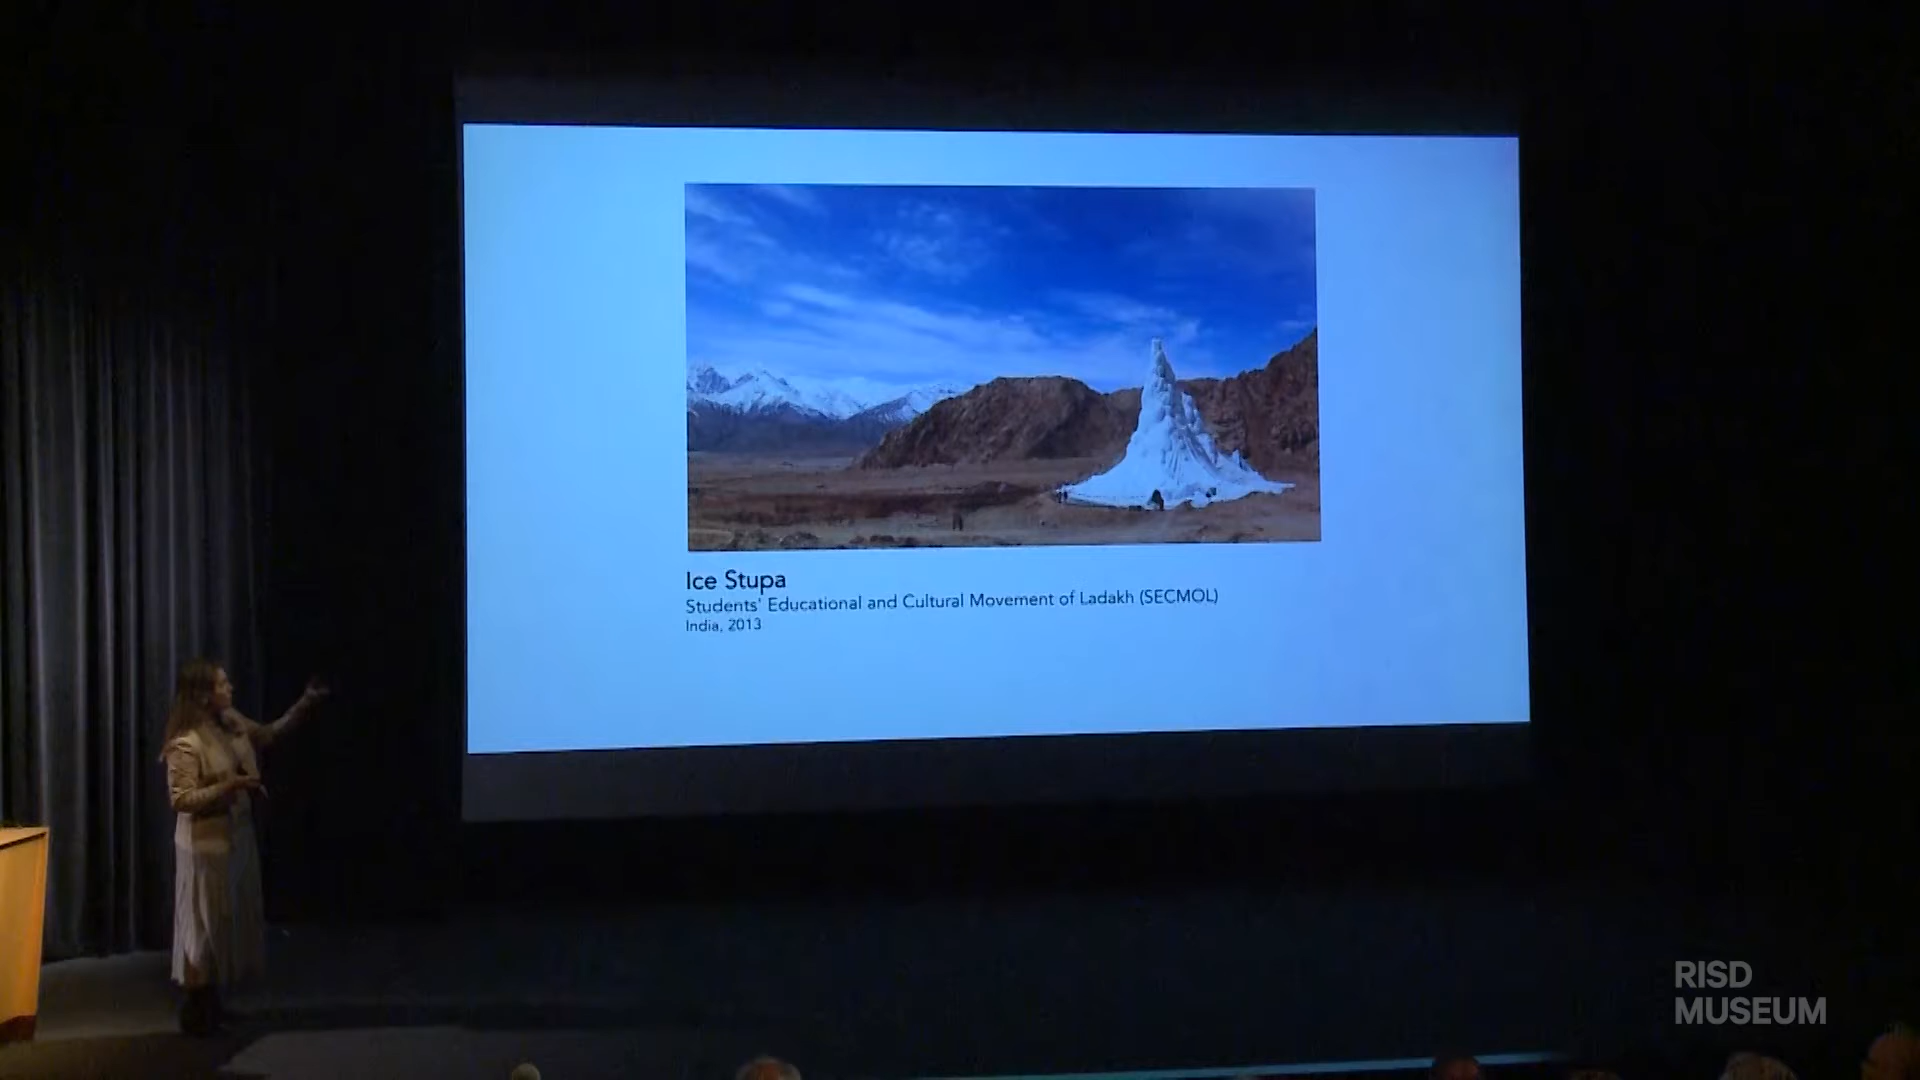 Ice Stupa
Students' Educational and Cultural Movement of Ladakh (SECMOL)
India, 2013
RISD
MUSEUM